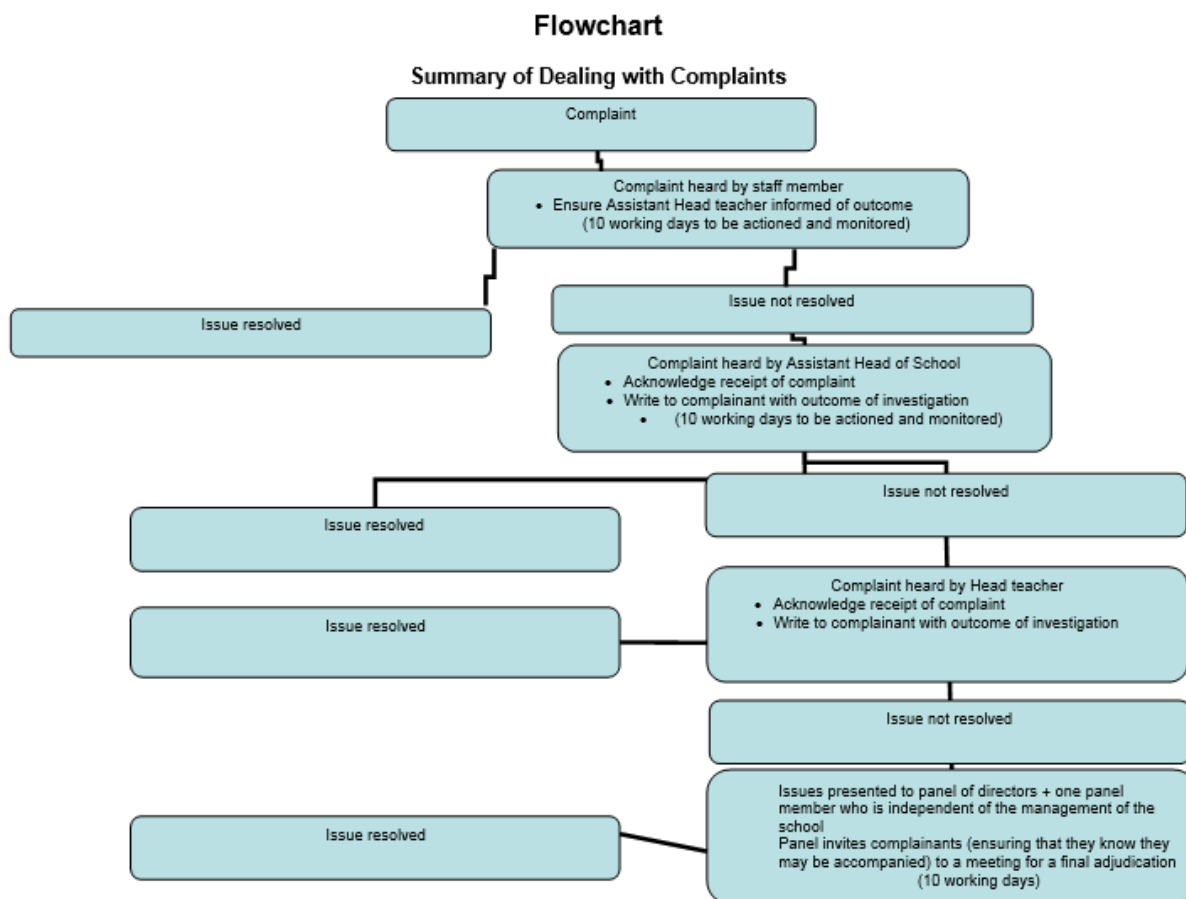 Flowchart
Summary of Dealing with Complaints
Complaint
Complaint heard by staff member
• Ensure Assistant Head teacher informed of outcome
(10 working days to be actioned and monitored)
Issue resolved
Issue not resolved
Complaint heard by Assistant Head of School
• Acknowledge receipt of complaint
• Write to complainant with outcome of investigation
• (10 working days to be actioned and monitored)
Issue not resolved
Issue resolved
Complaint heard by Head teacher
• Acknowledge receipt of complaint
• Write to complainant with outcome of investigation
Issue resolved
Issue not resolved
Issues presented to panel of directors + one panel
member who is independent of the management of the
school
Panel invites complainants (ensuring that they know they
may be accompanied) to a meeting for a final adjudication
(10 working days)
Issue resolved